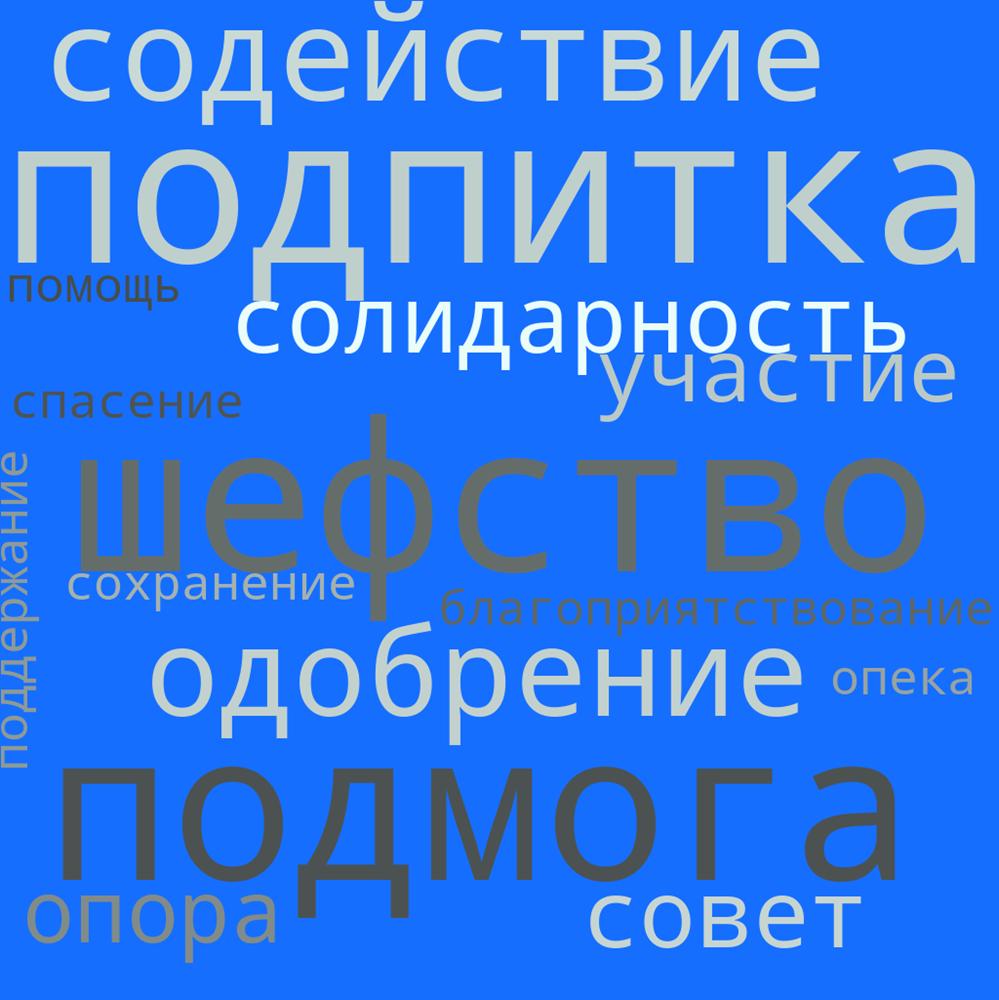 содействие
подпитка
помощь
солидарность
участие
спасение
шефство
поддержание
сохранение
благоприятствование
одобрение
опека
подмога
опора
совет